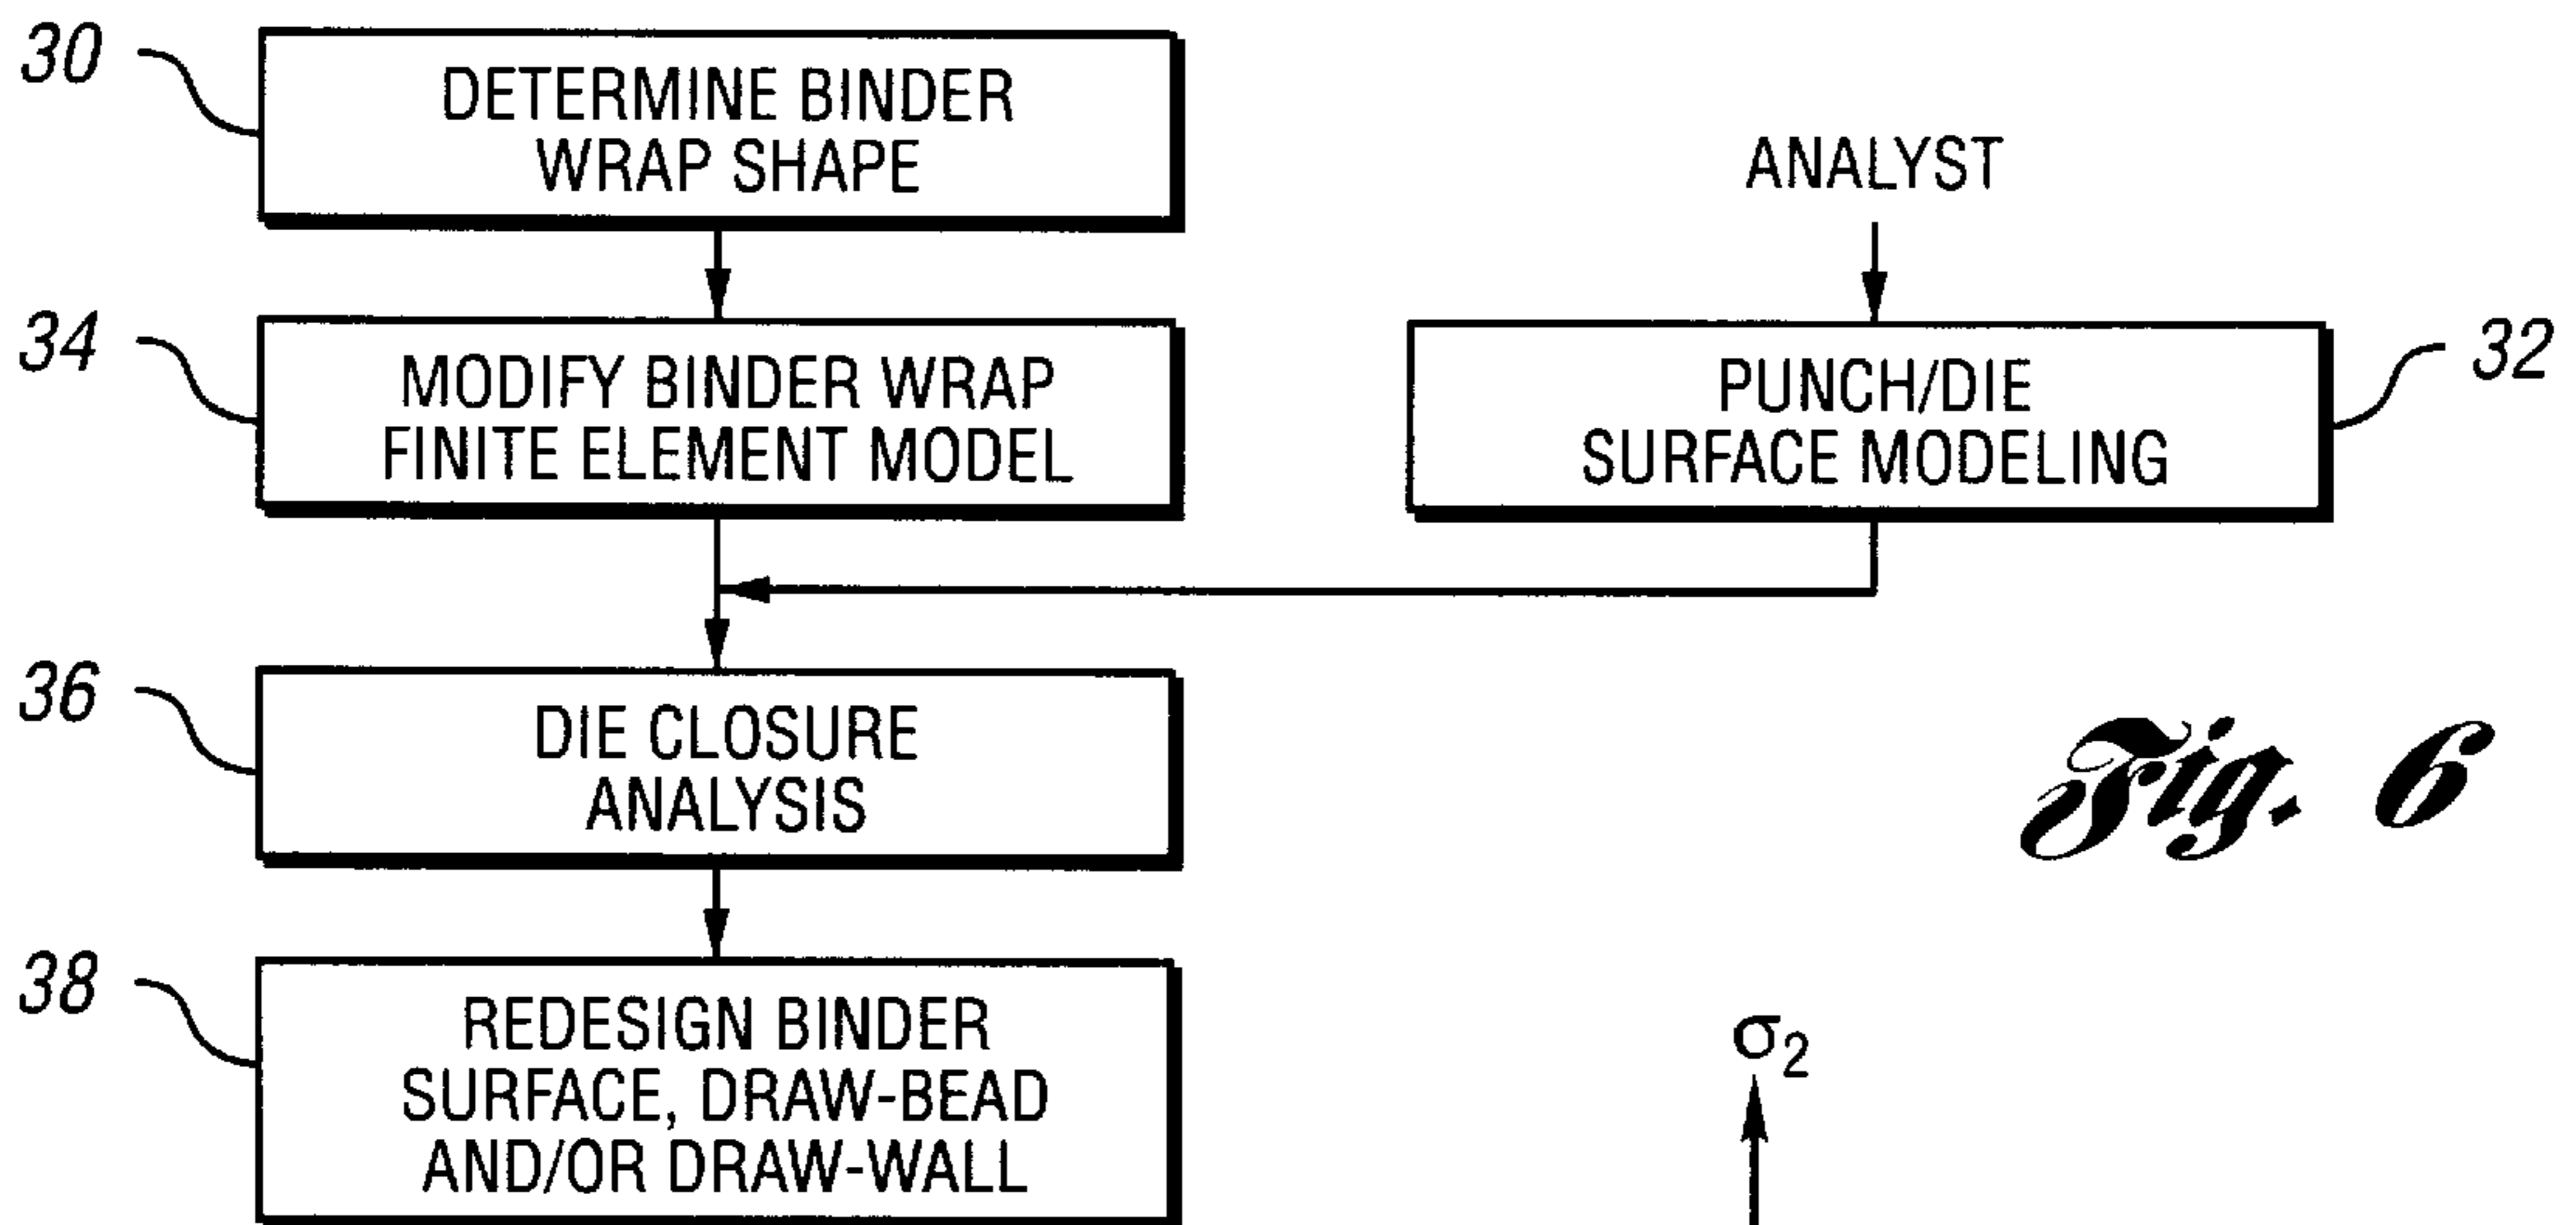 30
DETERMINE BINDER
WRAP SHAPE
ANALYST
34
MODIFY BINDER WRAP
FINITE ELEMENT MODEL
PUNCH/DIE
SURFACE MODELING
32
36
DIE CLOSURE
ANALYSIS
Fig. 6
38
REDESIGN BINDER
SURFACE, DRAW-BEAD
AND/OR DRAW-WALL
σ₂